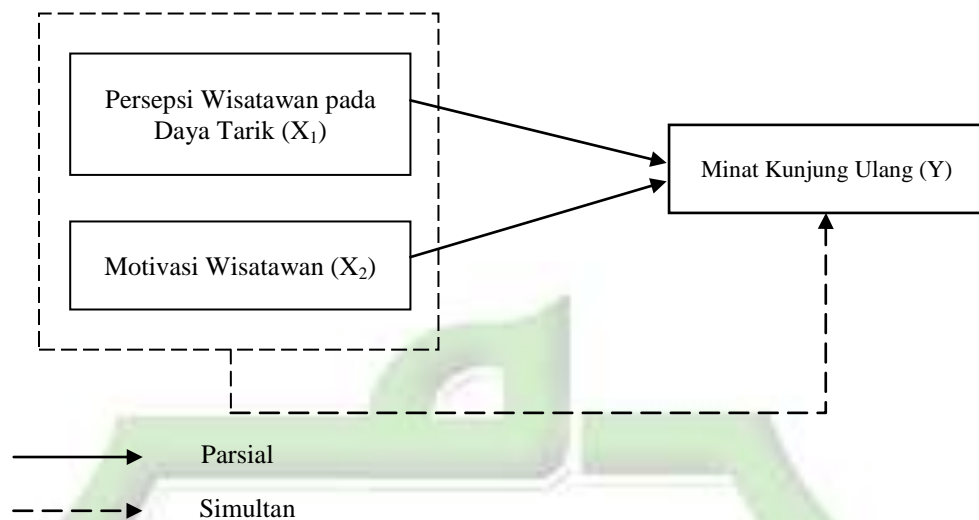 Persepsi Wisatawan pada
Daya Tarik (X₁)
Minat Kunjung Ulang (Y)
Motivasi Wisatawan (X₂)
Parsial
Simultan